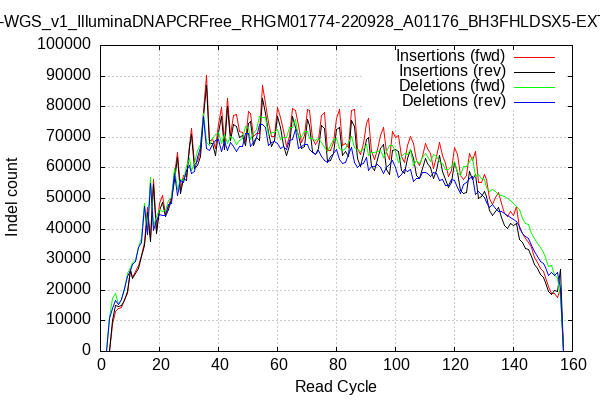 -WGS_v1_IlluminaDNAPCRFree_RHGM01774-220928_A01176_BH3FHLDSX5-EXT
Insertions (fwd)
Insertions (rev)
Deletions (fwd)
Deletions (rev)
Indel count
100000
90000
80000
70000
60000
50000
40000
30000
20000
10000
0
0 20 40 60 80 100 120 140 160
Read Cycle